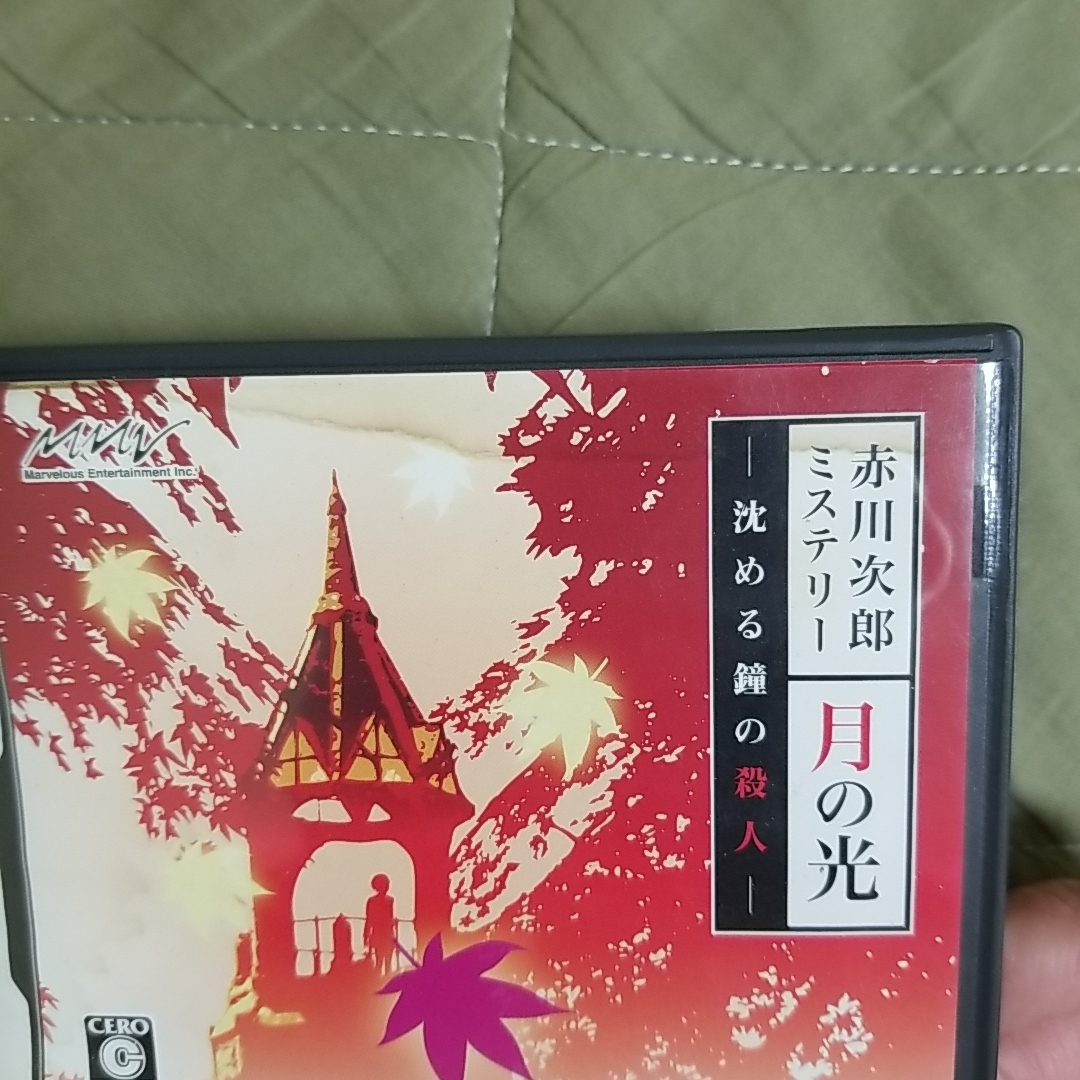 赤川次郎
ミステリー
月の光
―沈める鐘の殺人―
MMV
Marvelous Entertainment Inc.
CERO
C